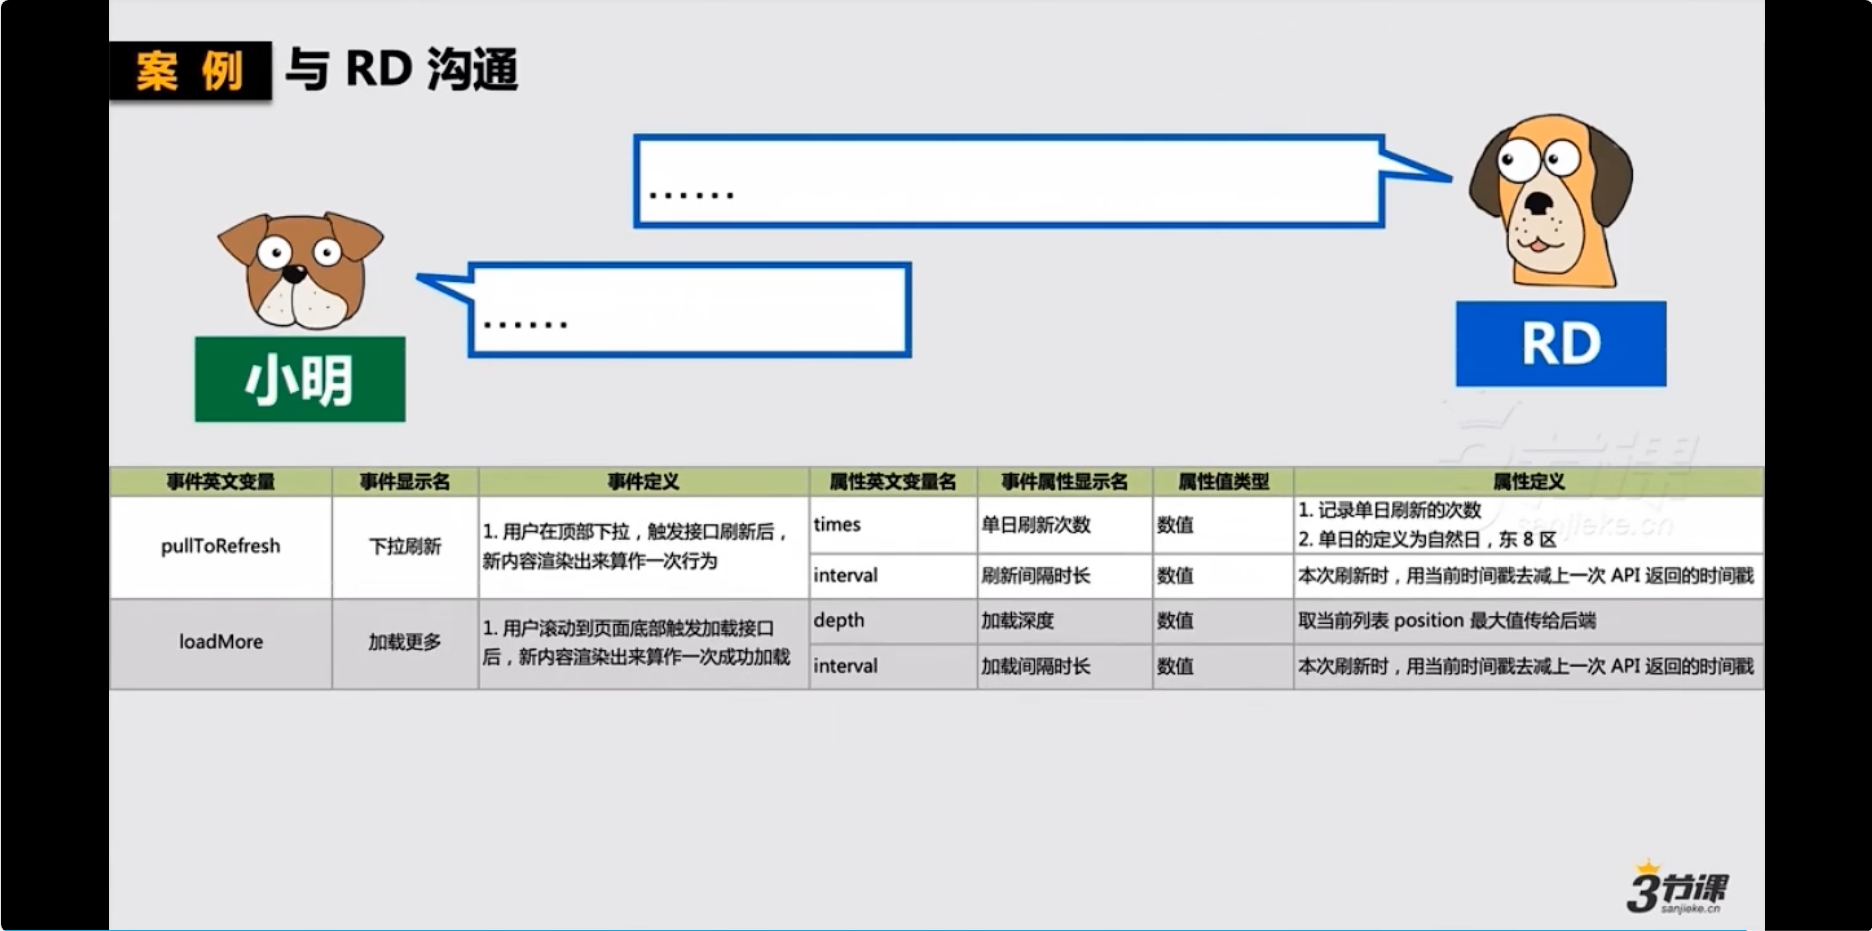 案 例 与 RD 沟通
......
......
小明
RD
事件英文变量 事件显示名 事件定义 属性英文变量名 事件属性显示名 属性值类型 属性定义
pullToRefresh 下拉刷新
1. 用户在顶部下拉，触发接口刷新后，
新内容渲染出来算作一次行为
times 单日刷新次数 数值
1. 记录单日刷新的次数
2. 单日的定义为自然日，东 8 区
interval 刷新间隔时长 数值 本次刷新时，用当前时间戳去减上一次 API 返回的时间戳
loadMore 加载更多
1. 用户滚动到页面底部触发加载接口
后，新内容渲染出来算作一次成功加载
depth 加载深度 数值 取当前列表 position 最大值传给后端
interval 加载间隔时长 数值 本次刷新时，用当前时间戳去减上一次 API 返回的时间戳
3节课
sanjieke.cn
3节课
sanjieke.cn